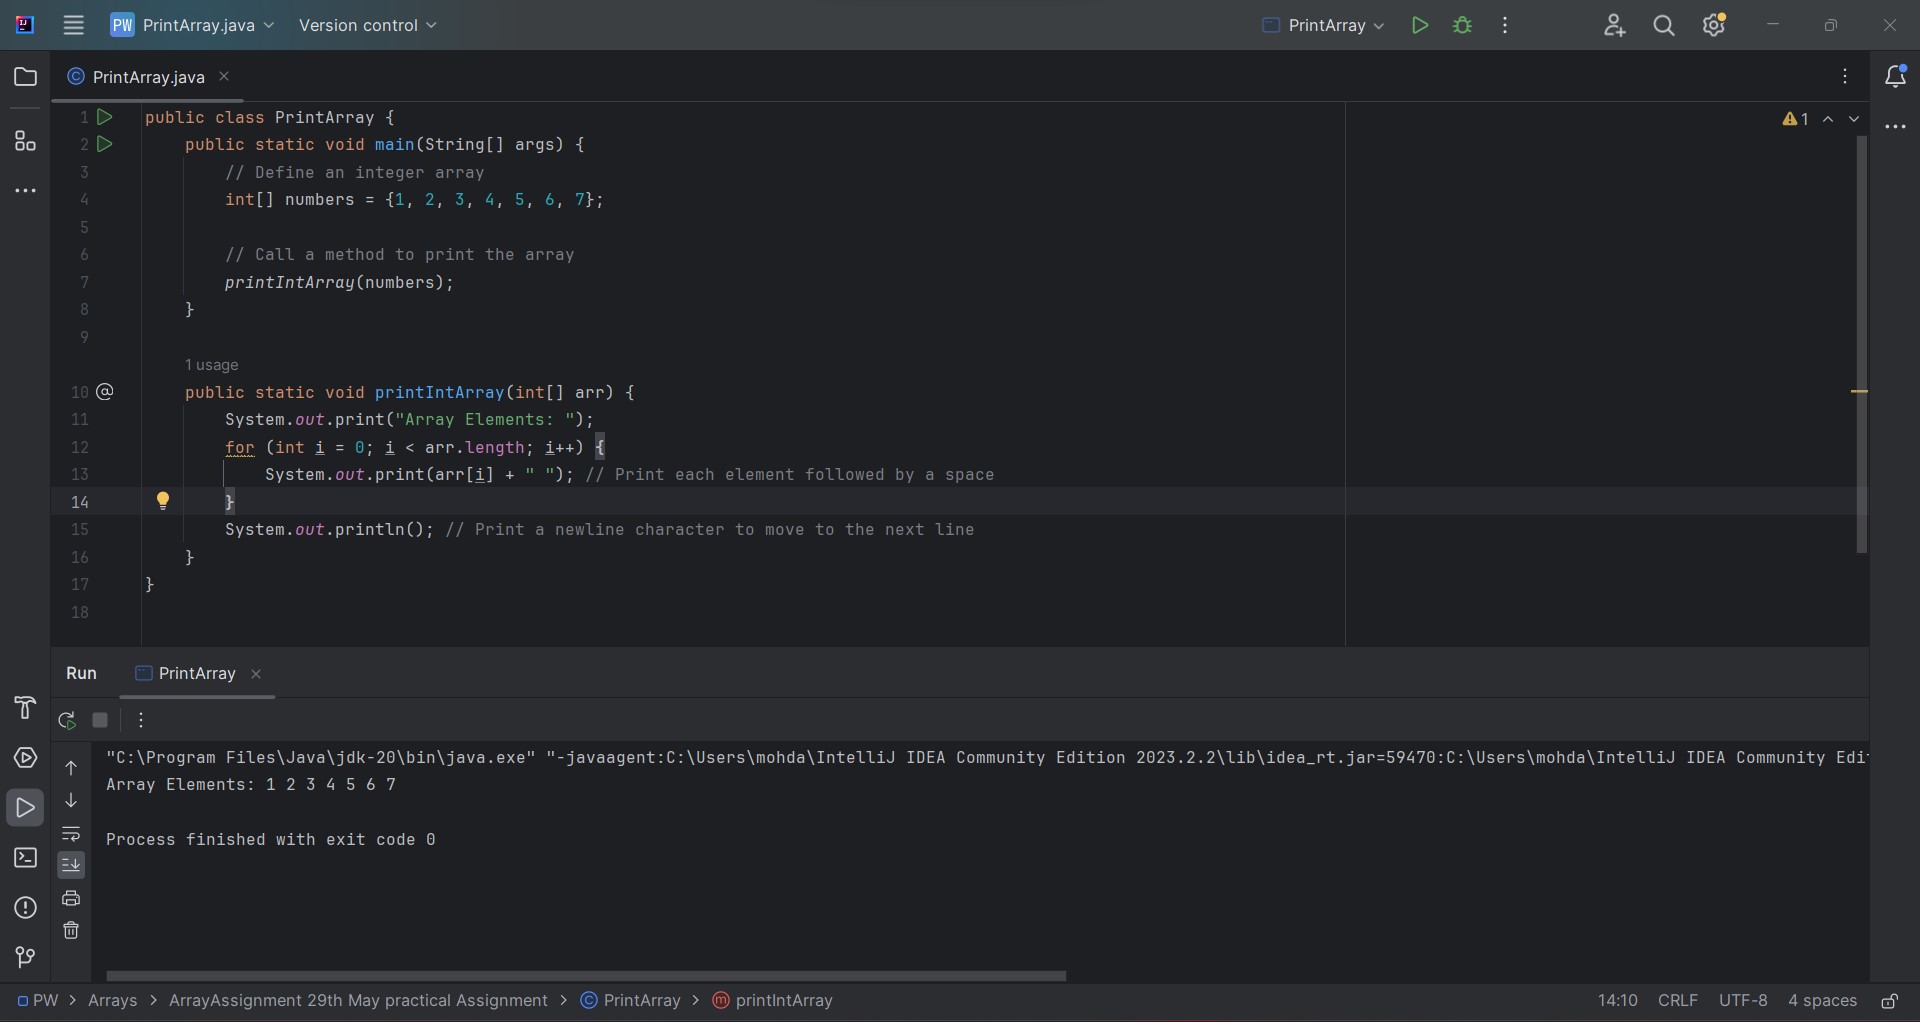 PW PrintArray.java Version control PrintArray
PrintArray.java
1 public class PrintArray {
2     public static void main(String[] args) {
3         // Define an integer array
4         int[] numbers = {1, 2, 3, 4, 5, 6, 7};
5
6         // Call a method to print the array
7         printIntArray(numbers);
8     }
9
1 usage
10 @    public static void printIntArray(int[] arr) {
11         System.out.print("Array Elements: ");
12         for (int i = 0; i < arr.length; i++) {
13             System.out.print(arr[i] + " "); // Print each element followed by a space
14         }
15         System.out.println(); // Print a newline character to move to the next line
16     }
17 }
18
1
Run PrintArray
"C:\Program Files\Java\jdk-20\bin\java.exe" "-javaagent:C:\Users\mohda\IntelliJ IDEA Community Edition 2023.2.2\lib\idea_rt.jar=59470:C:\Users\mohda\IntelliJ IDEA Community Edi
Array Elements: 1 2 3 4 5 6 7
Process finished with exit code 0
PW > Arrays > ArrayAssignment 29th May practical Assignment > C PrintArray > m printIntArray 14:10 CRLF UTF-8 4 spaces